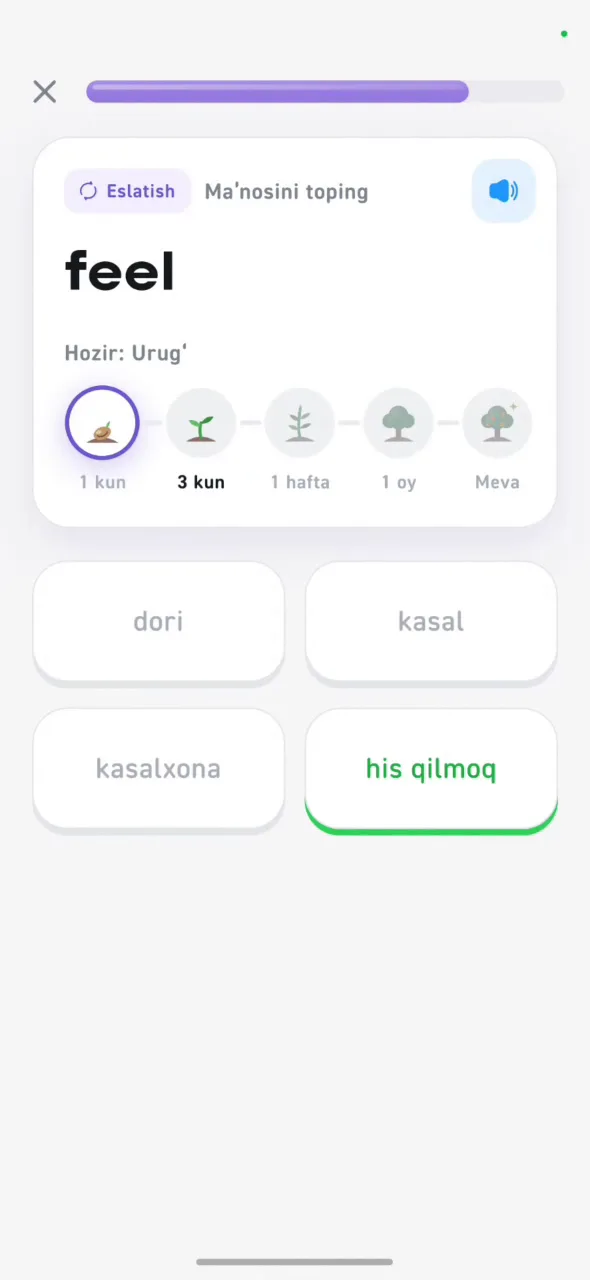 Eslatish Ma'nosini toping
feel
Hozir: Urugʻ
1 kun 3 kun 1 hafta 1 oy Meva
dori kasal
kasalxona his qilmoq